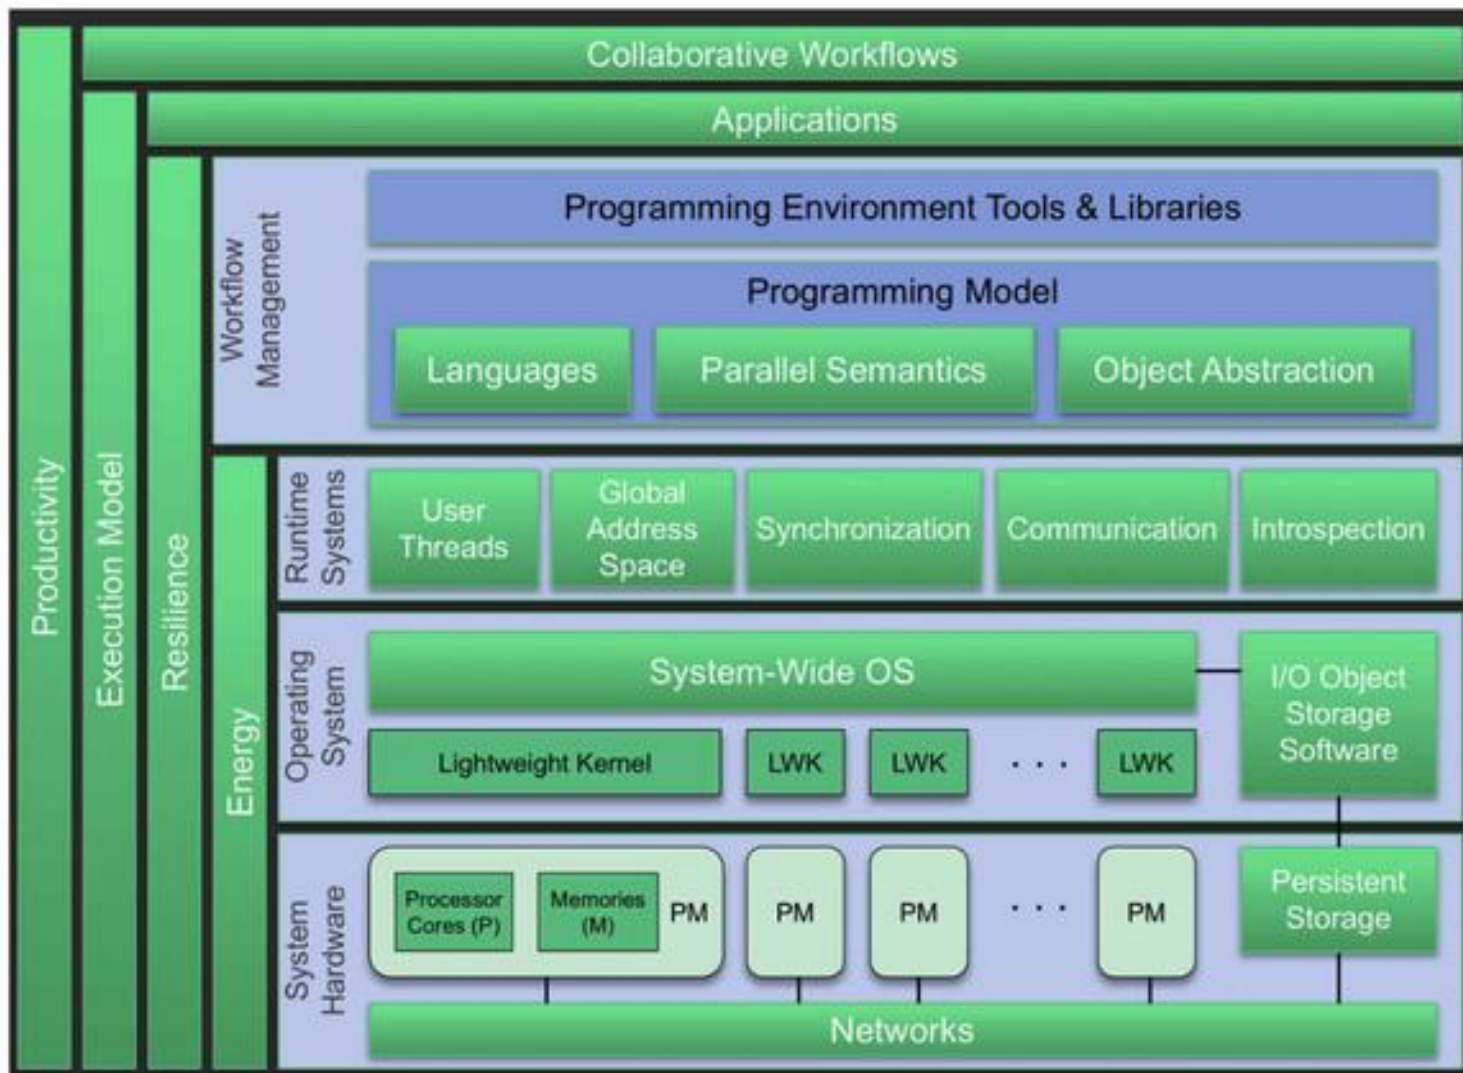 Collaborative Workflows
Applications
Productivity
Execution Model
Resilience
Energy
Workflow
Management
Programming Environment Tools & Libraries
Programming Model
Languages
Parallel Semantics
Object Abstraction
Runtime
Systems
User
Threads
Global
Address
Space
Synchronization
Communication
Introspection
Operating
System
System-Wide OS
I/O Object
Storage
Software
Lightweight Kernel
LWK
LWK
. . .
LWK
System
Hardware
Processor
Cores (P)
Memories
(M)
PM
PM
PM
. . .
PM
Persistent
Storage
Networks